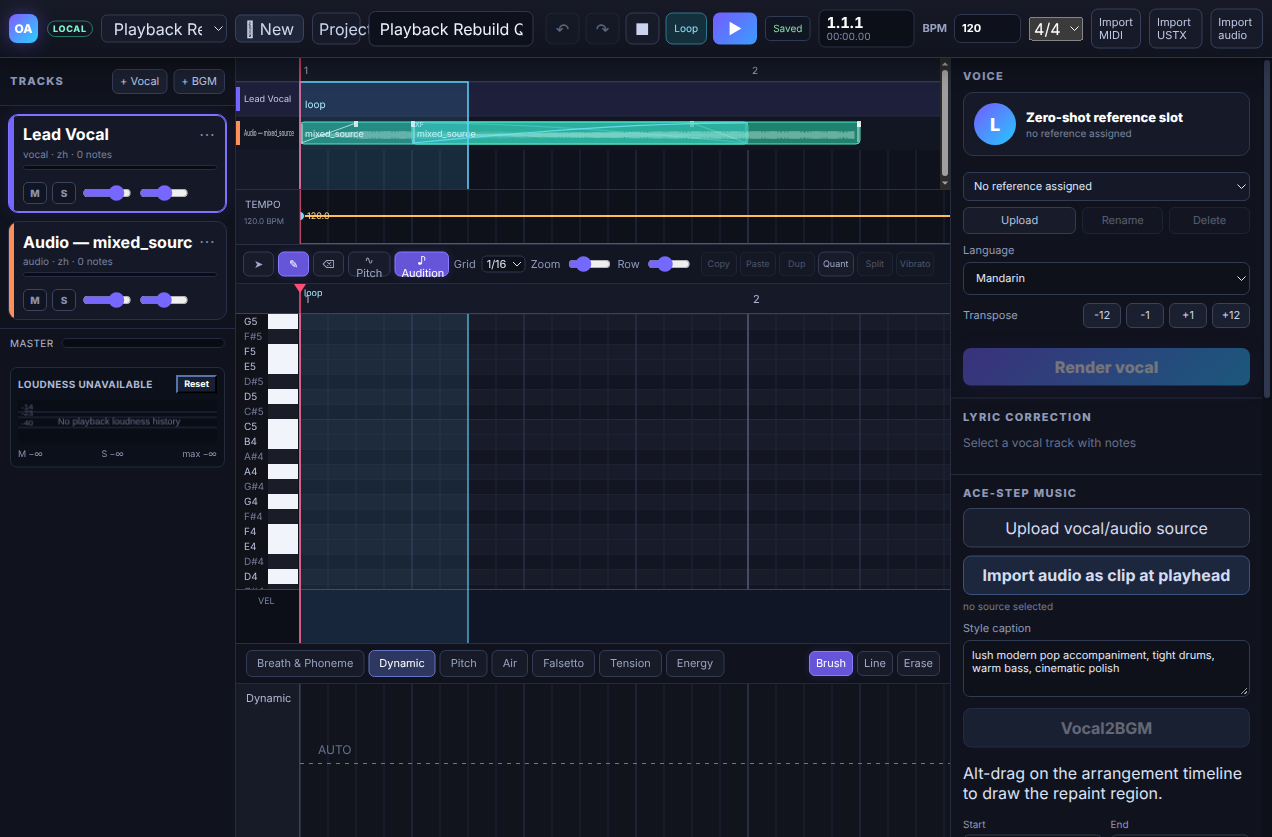 OA
LOCAL
Playback Re
New
Project
Playback Rebuild Q
Loop
Saved
1.1.1
00:00.00
BPM
120
4/4
Import MIDI
Import USTX
Import audio
TRACKS
+ Vocal
+ BGM
Lead Vocal
vocal · zh · 0 notes
M
S
Audio — mixed_sourc
audio · zh · 0 notes
M
S
MASTER
LOUDNESS UNAVAILABLE
Reset
-14
-23
-40
No playback loudness history
M −∞
S −∞
max −∞
1
2
Lead Vocal
loop
Audio — mixed_source
mixed_source
mixed_source
TEMPO
120.0 BPM
120.0
Pitch
Audition
Grid
1/16
Zoom
Row
Copy
Paste
Dup
Quant
Split
Vibrato
loop
1
2
G5
F#5
F5
E5
D#5
D5
C#5
C5
B4
A#4
A4
G#4
G4
F#4
F4
E4
D#4
D4
VEL
Breath & Phoneme
Dynamic
Pitch
Air
Falsetto
Tension
Energy
Brush
Line
Erase
Dynamic
AUTO
VOICE
L
Zero-shot reference slot
no reference assigned
No reference assigned
Upload
Rename
Delete
Language
Mandarin
Transpose
-12
-1
+1
+12
Render vocal
LYRIC CORRECTION
Select a vocal track with notes
ACE-STEP MUSIC
Upload vocal/audio source
Import audio as clip at playhead
no source selected
Style caption
lush modern pop accompaniment, tight drums,
warm bass, cinematic polish
Vocal2BGM
Alt-drag on the arrangement timeline
to draw the repaint region.
Start
End